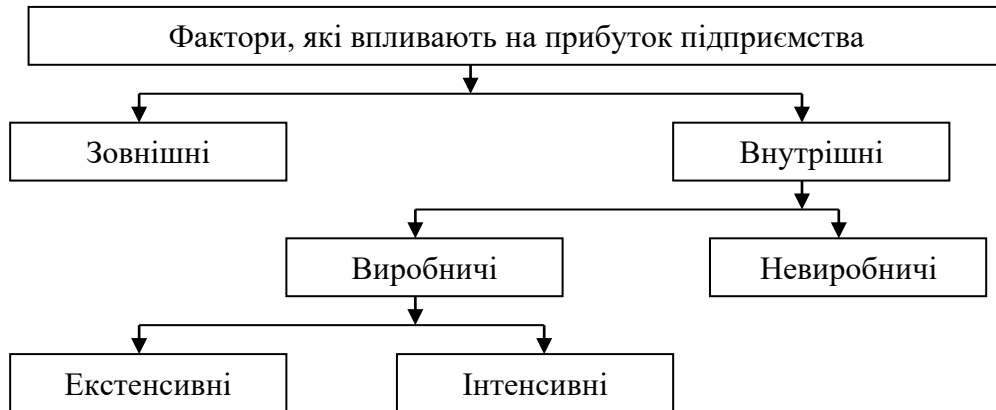 Фактори, які впливають на прибуток підприємства
Зовнішні
Внутрішні
Виробничі
Невиробничі
Екстенсивні
Інтенсивні